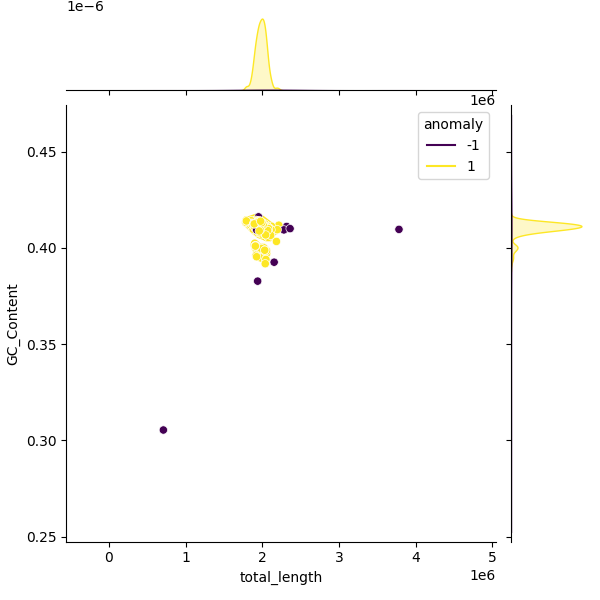 1e−6
1e6
anomaly
-1
1
0.45
0.40
0.35
0.30
0.25
GC_Content
0 1 2 3 4 5
1e6
total_length